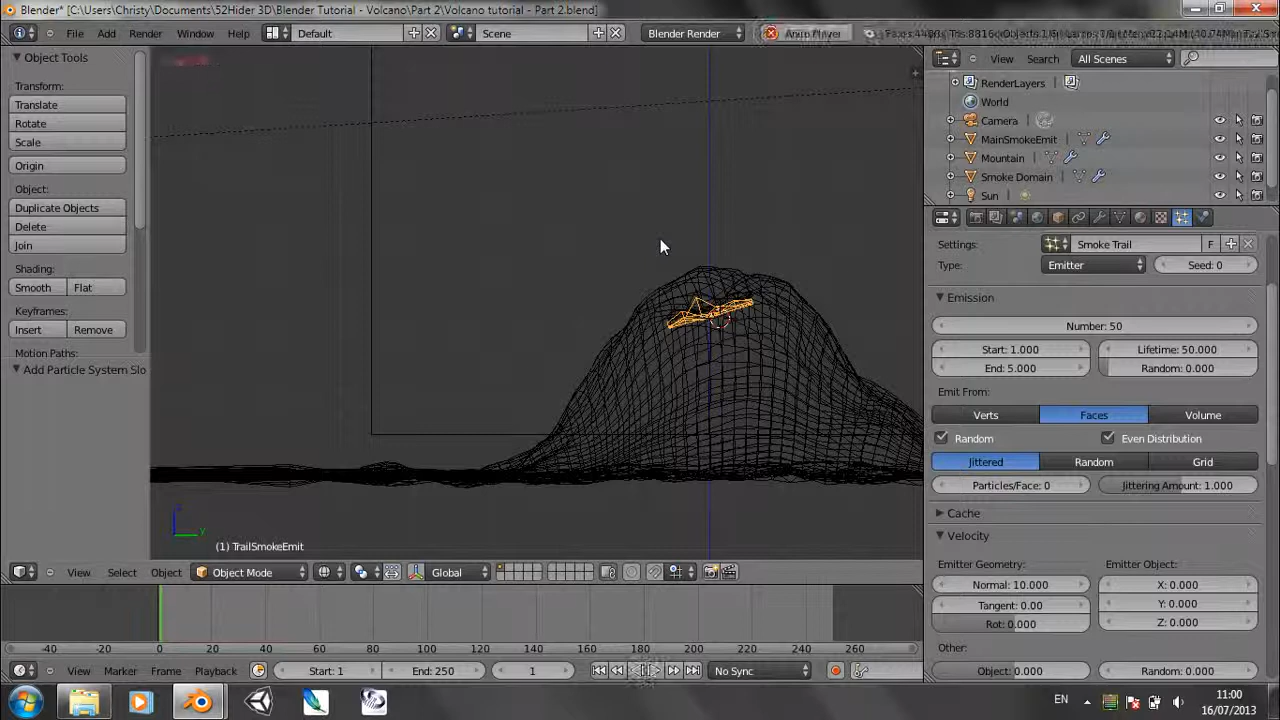 Blender* [C:\Users\Christy\Documents\52Hider 3D\Blender Tutorial - Volcano\Part 2\Volcano tutorial - Part 2.blend]
File Add Render Window Help Default Scene Blender Render
Object Tools
Transform:
Translate
Rotate
Scale
Origin
Object:
Duplicate Objects
Delete
Join
Shading:
Smooth Flat
Keyframes:
Insert Remove
Motion Paths:
Add Particle System Slo
(1) TrailSmokeEmit
View Select Object Object Mode Global
-40 -20 0 20 40 60 80 100 120 140 160 180 200 220 240 260
View Marker Frame Playback Start: 1 End: 250 1 No Sync
View Search All Scenes
RenderLayers
World
Camera
MainSmokeEmit
Mountain
Smoke Domain
Sun
Settings: Smoke Trail F
Type: Emitter Seed: 0
Emission
Number: 50
Start: 1.000 Lifetime: 50.000
End: 5.000 Random: 0.000
Emit From:
Verts Faces Volume
Random Even Distribution
Jittered Random Grid
Particles/Face: 0 Jittering Amount: 1.000
Cache
Velocity
Emitter Geometry: Emitter Object:
Normal: 10.000 X: 0.000
Tangent: 0.00 Y: 0.000
Rot: 0.000 Z: 0.000
Other:
Object: 0.000 Random: 0.000
EN 11:00
16/07/2013